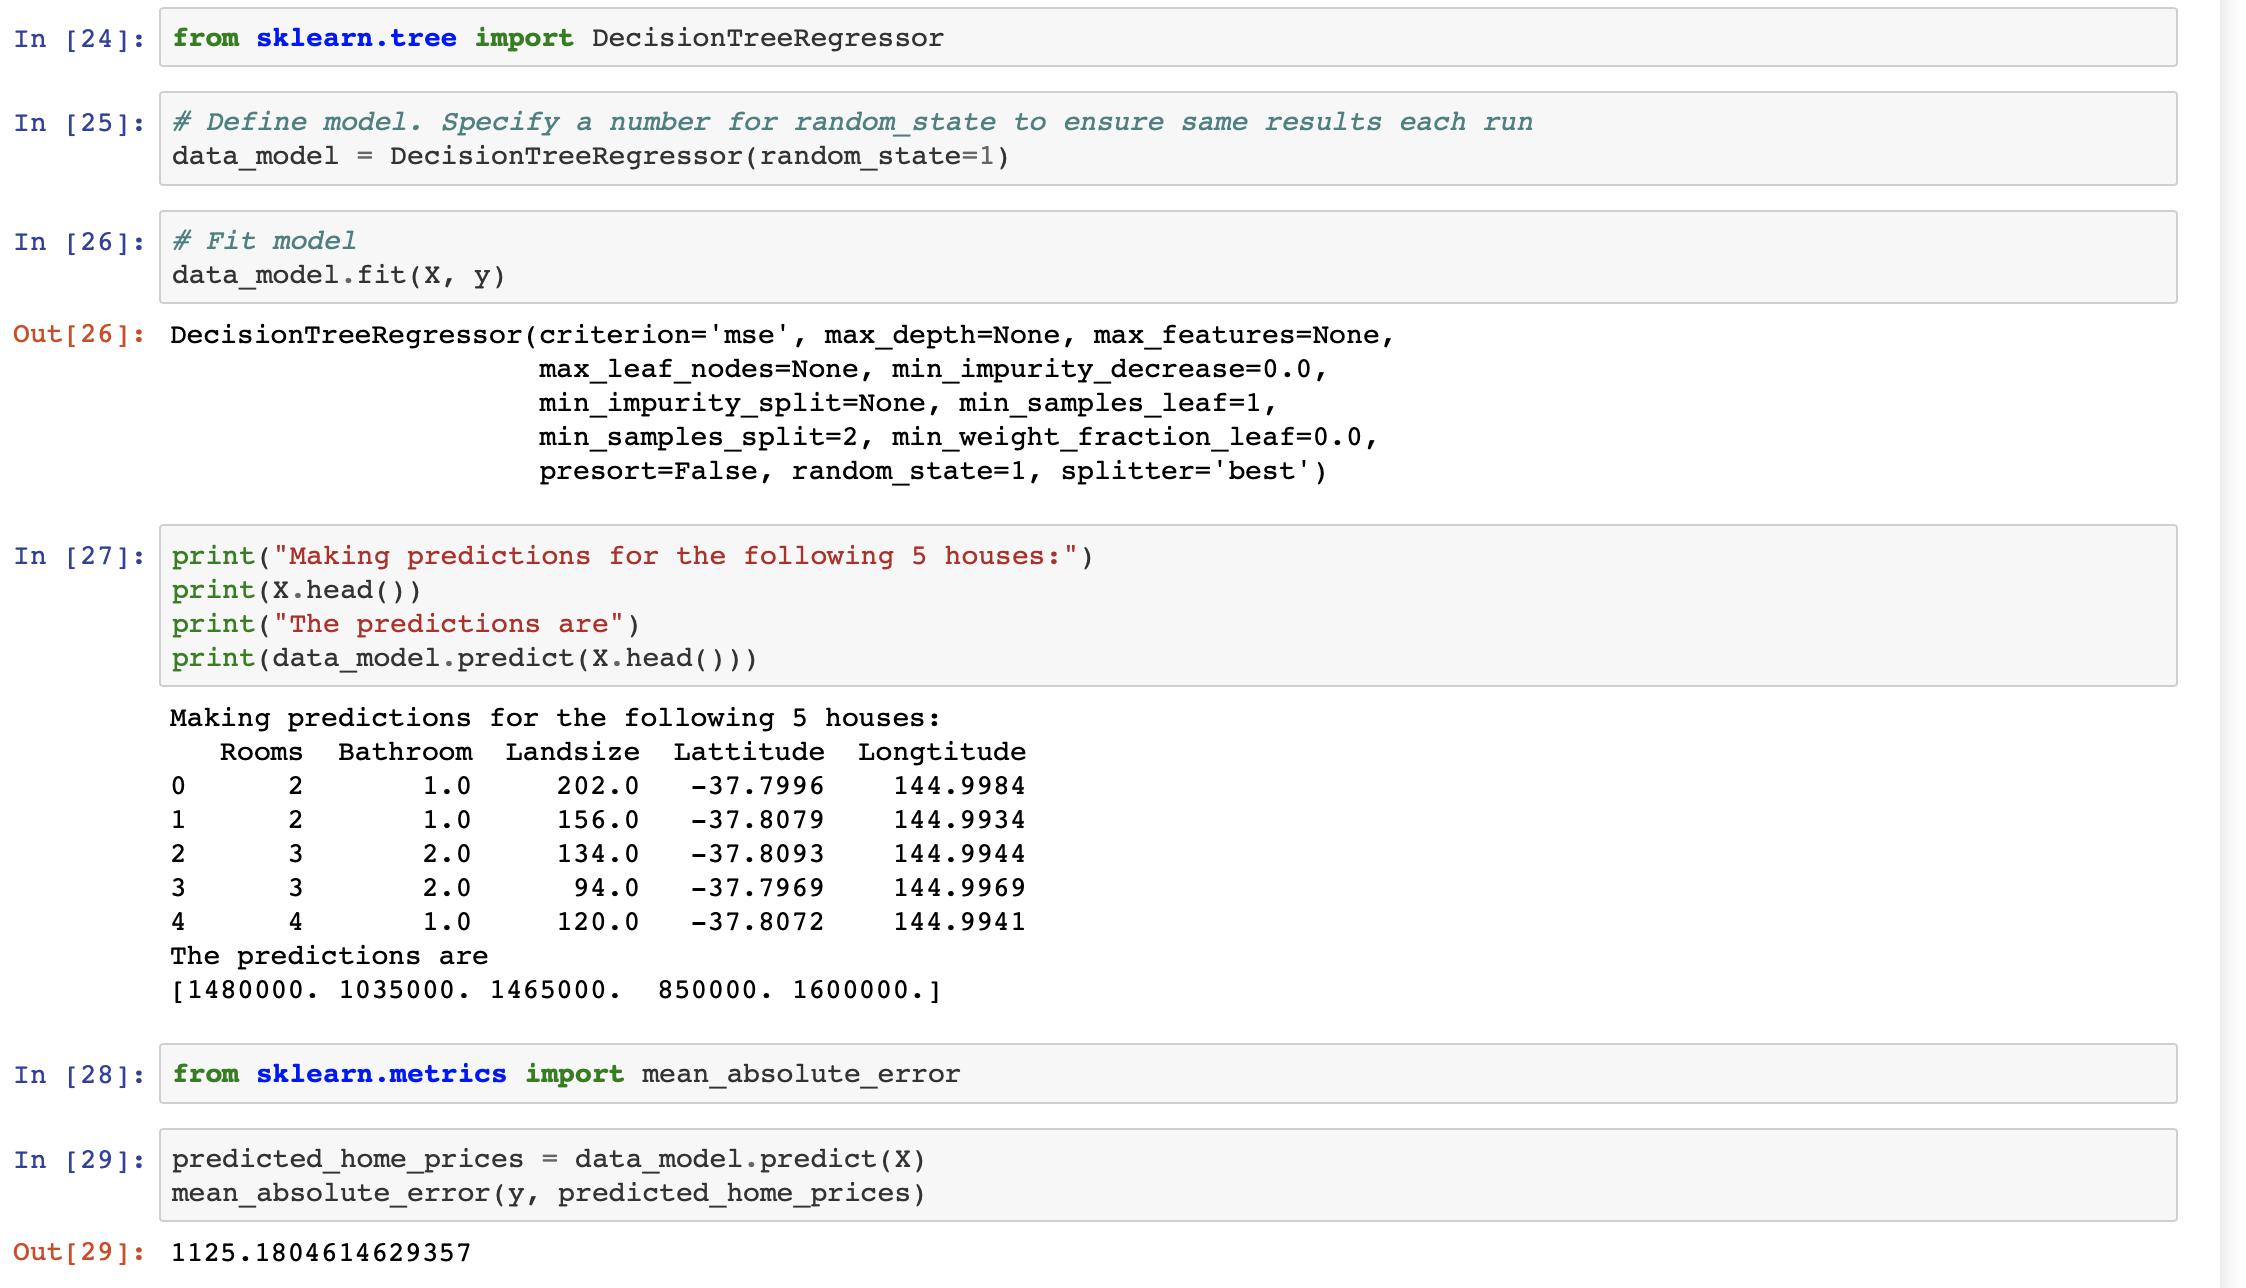 In [24]: from sklearn.tree import DecisionTreeRegressor
In [25]: # Define model. Specify a number for random_state to ensure same results each run
data_model = DecisionTreeRegressor(random_state=1)
In [26]: # Fit model
data_model.fit(X, y)
Out[26]: DecisionTreeRegressor(criterion='mse', max_depth=None, max_features=None,
max_leaf_nodes=None, min_impurity_decrease=0.0,
min_impurity_split=None, min_samples_leaf=1,
min_samples_split=2, min_weight_fraction_leaf=0.0,
presort=False, random_state=1, splitter='best')
In [27]: print("Making predictions for the following 5 houses:")
print(X.head())
print("The predictions are")
print(data_model.predict(X.head()))
Making predictions for the following 5 houses:
Rooms Bathroom Landsize Lattitude Longtitude
0 2 1.0 202.0 -37.7996 144.9984
1 2 1.0 156.0 -37.8079 144.9934
2 3 2.0 134.0 -37.8093 144.9944
3 3 2.0 94.0 -37.7969 144.9969
4 4 1.0 120.0 -37.8072 144.9941
The predictions are
[1480000. 1035000. 1465000. 850000. 1600000.]
In [28]: from sklearn.metrics import mean_absolute_error
In [29]: predicted_home_prices = data_model.predict(X)
mean_absolute_error(y, predicted_home_prices)
Out[29]: 1125.1804614629357